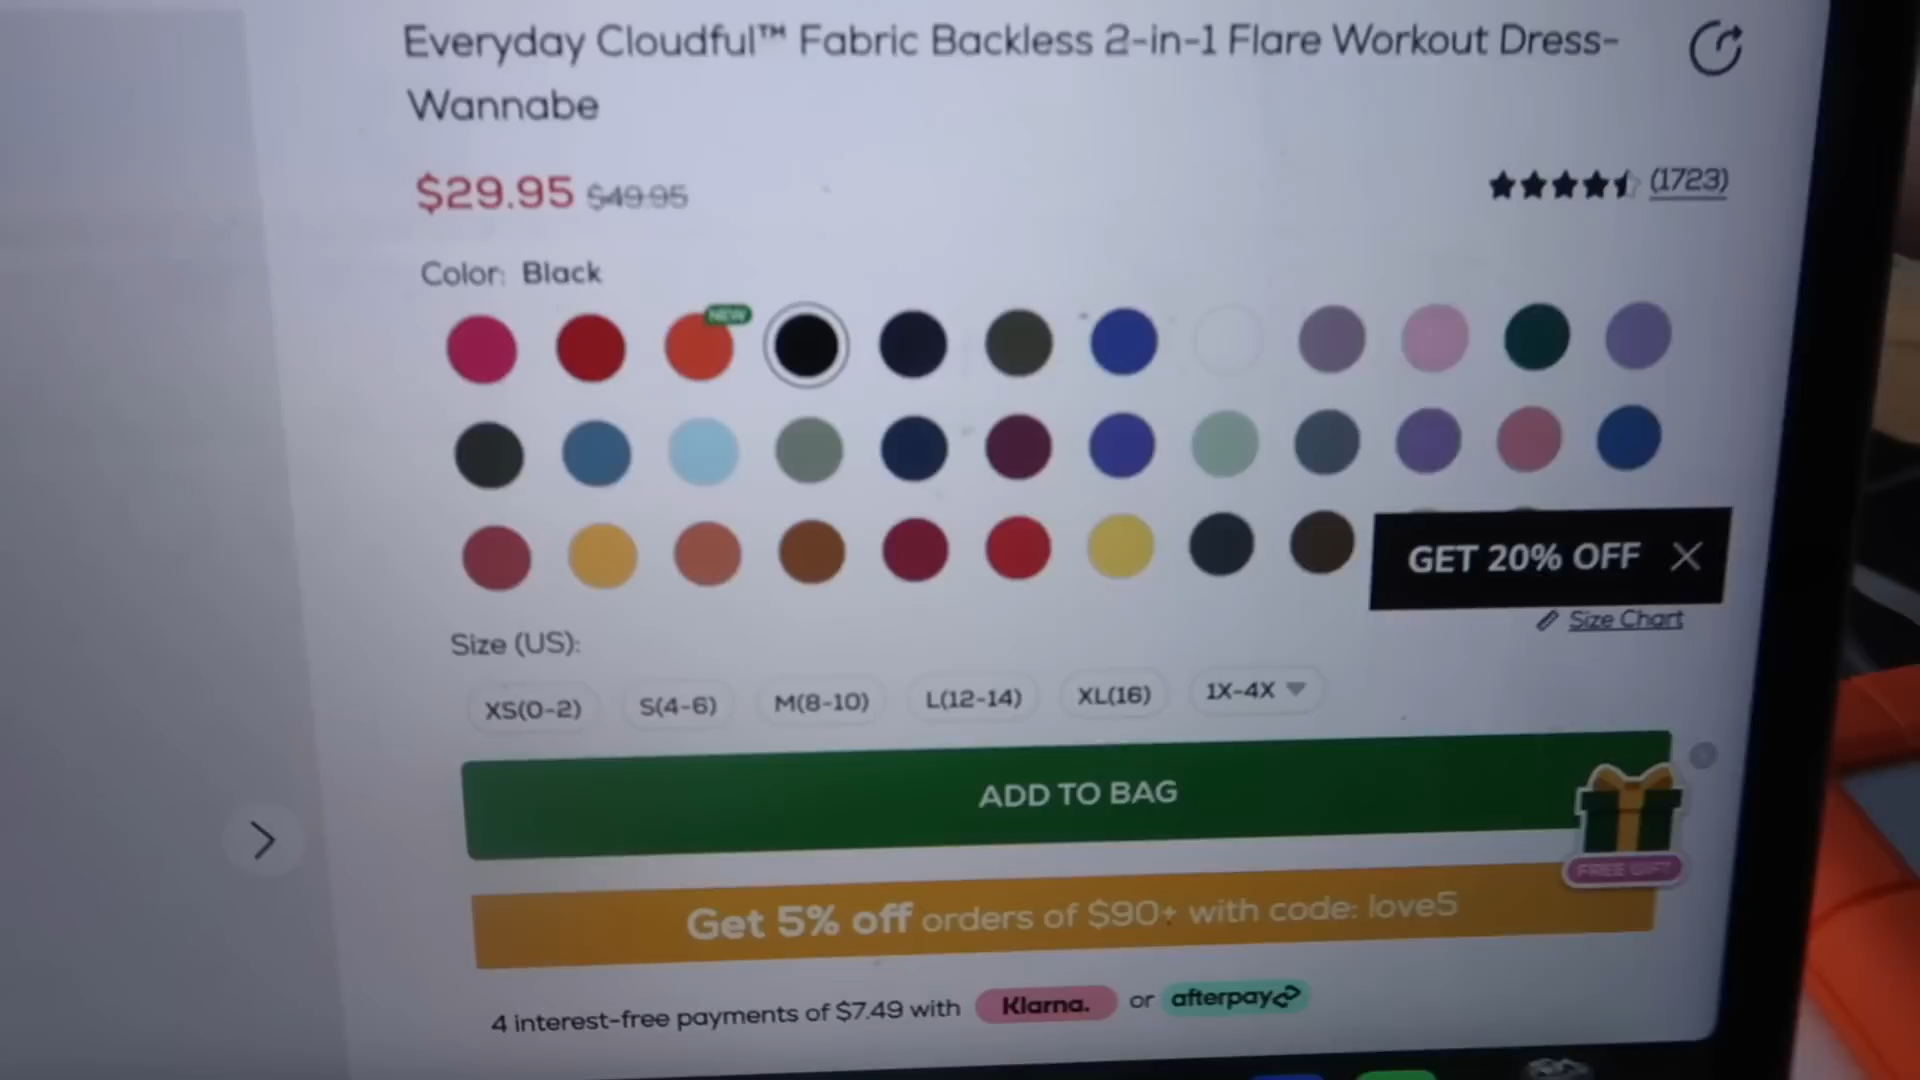 Everyday Cloudful™ Fabric Backless 2-in-1 Flare Workout Dress-
Wannabe
$29.95 $49.95
(1723)
Color: Black
NEW
GET 20% OFF
Size Chart
Size (US):
XS(0-2) S(4-6) M(8-10) L(12-14) XL(16) 1X-4X
ADD TO BAG
FREE GIFT
Get 5% off orders of $90+ with code: love5
4 interest-free payments of $7.49 with Klarna. or afterpay